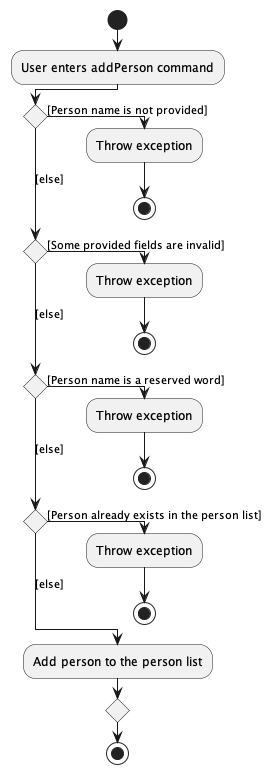 User enters addPerson command
[Person name is not provided]
Throw exception
[else]
[Some provided fields are invalid]
Throw exception
[else]
[Person name is a reserved word]
Throw exception
[else]
[Person already exists in the person list]
Throw exception
[else]
Add person to the person list